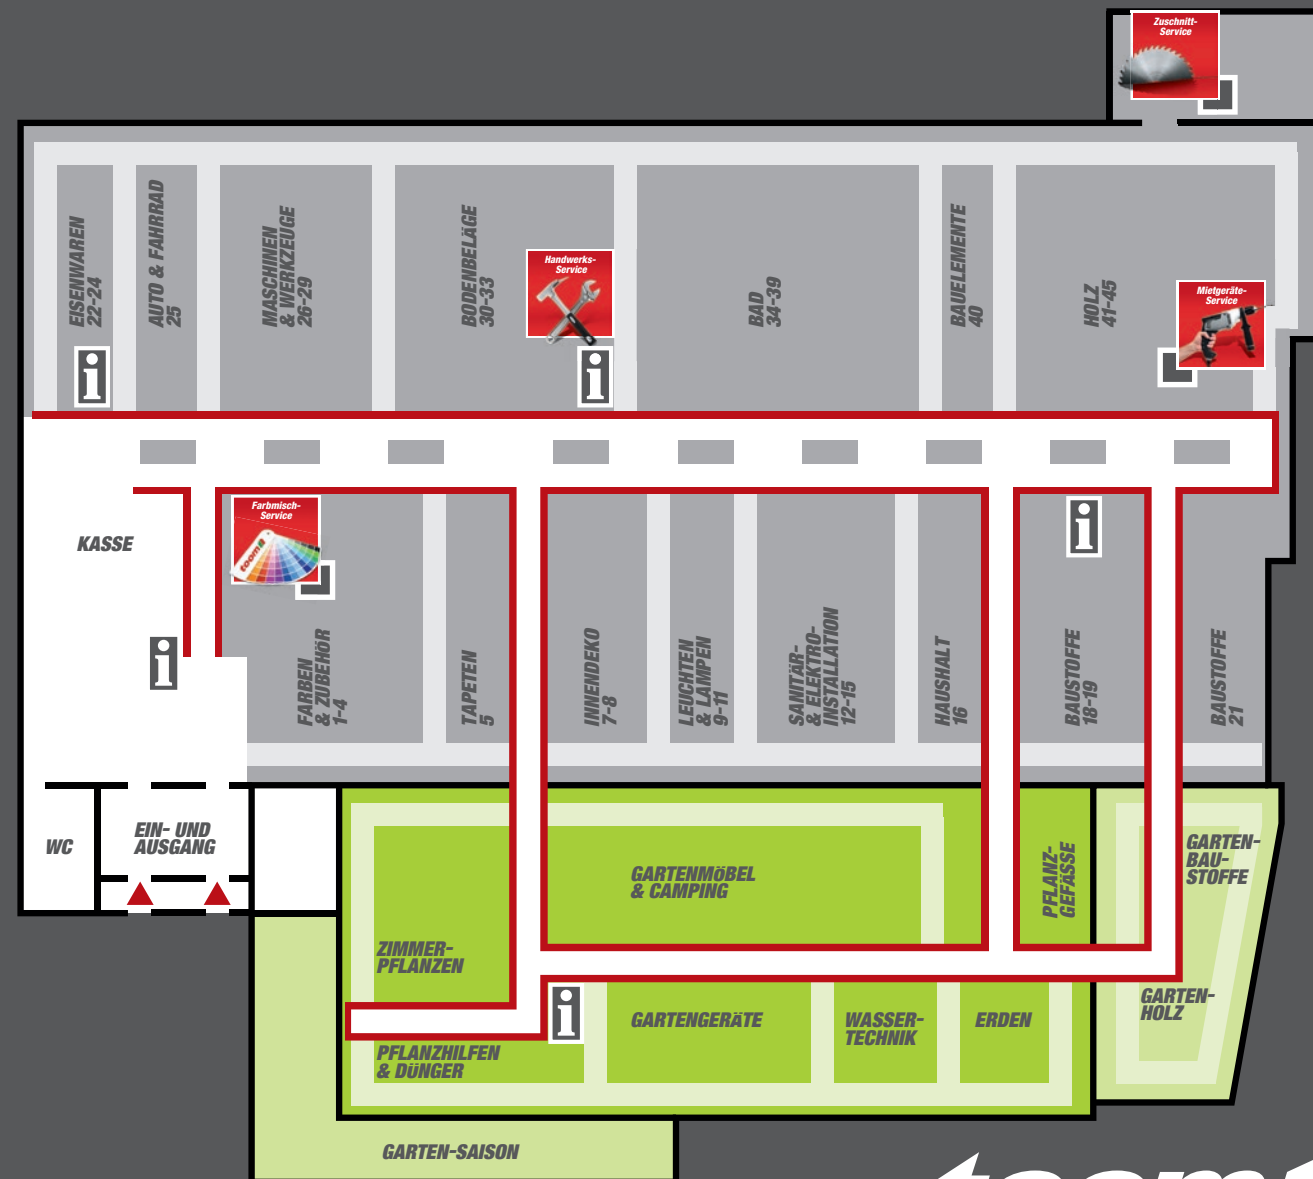 Zuschnitt-
Service
EISENWAREN
22-24
AUTO & FAHRRAD
25
MASCHINEN
& WERKZEUGE
26-29
BODENBELÄGE
30-33
Handwerks-
Service
BAD
34-39
BAUELEMENTE
40
HOLZ
41-45
Mietgeräte-
Service
i
i
KASSE
Farbmisch-
Service
toom
i
i
FARBEN
& ZUBEHÖR
1-4
TAPETEN
5
INNENDEKO
7-8
LEUCHTEN
& LAMPEN
9-11
SANITÄR-
& ELEKTRO-
INSTALLATION
12-15
HAUSHALT
16
BAUSTOFFE
18-19
BAUSTOFFE
21
WC
EIN- UND
AUSGANG
GARTENMÖBEL
& CAMPING
PFLANZ-
GEFÄSSE
GARTEN-
BAU-
STOFFE
ZIMMER-
PFLANZEN
i
GARTENGERÄTE
WASSER-
TECHNIK
ERDEN
GARTEN-
HOLZ
PFLANZHILFEN
& DÜNGER
GARTEN-SAISON